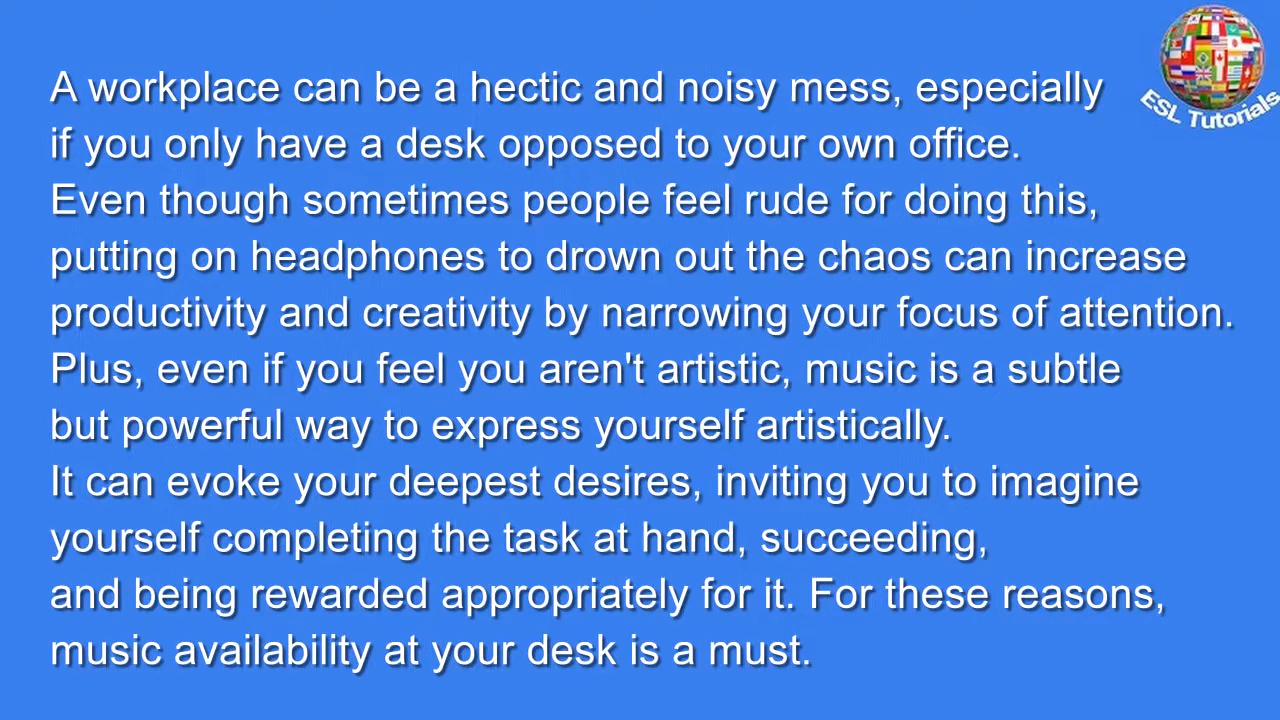 A workplace can be a hectic and noisy mess, especially
if you only have a desk opposed to your own office.
Even though sometimes people feel rude for doing this,
putting on headphones to drown out the chaos can increase
productivity and creativity by narrowing your focus of attention.
Plus, even if you feel you aren't artistic, music is a subtle
but powerful way to express yourself artistically.
It can evoke your deepest desires, inviting you to imagine
yourself completing the task at hand, succeeding,
and being rewarded appropriately for it. For these reasons,
music availability at your desk is a must.
ESL Tutorials